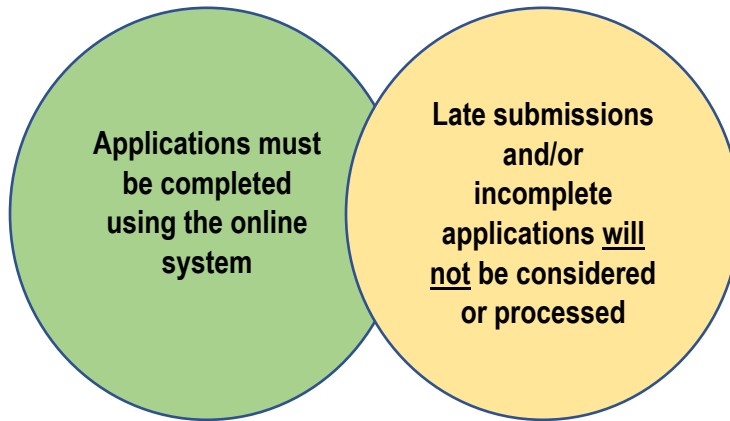 Applications must
be completed
using the online
system
Late submissions
and/or
incomplete
applications will
not be considered
or processed